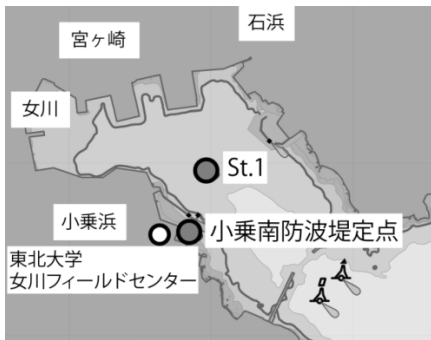 石浜
宮ヶ崎
女川
St.1
小乗浜
小乗南防波堤定点
東北大学
女川フィールドセンター